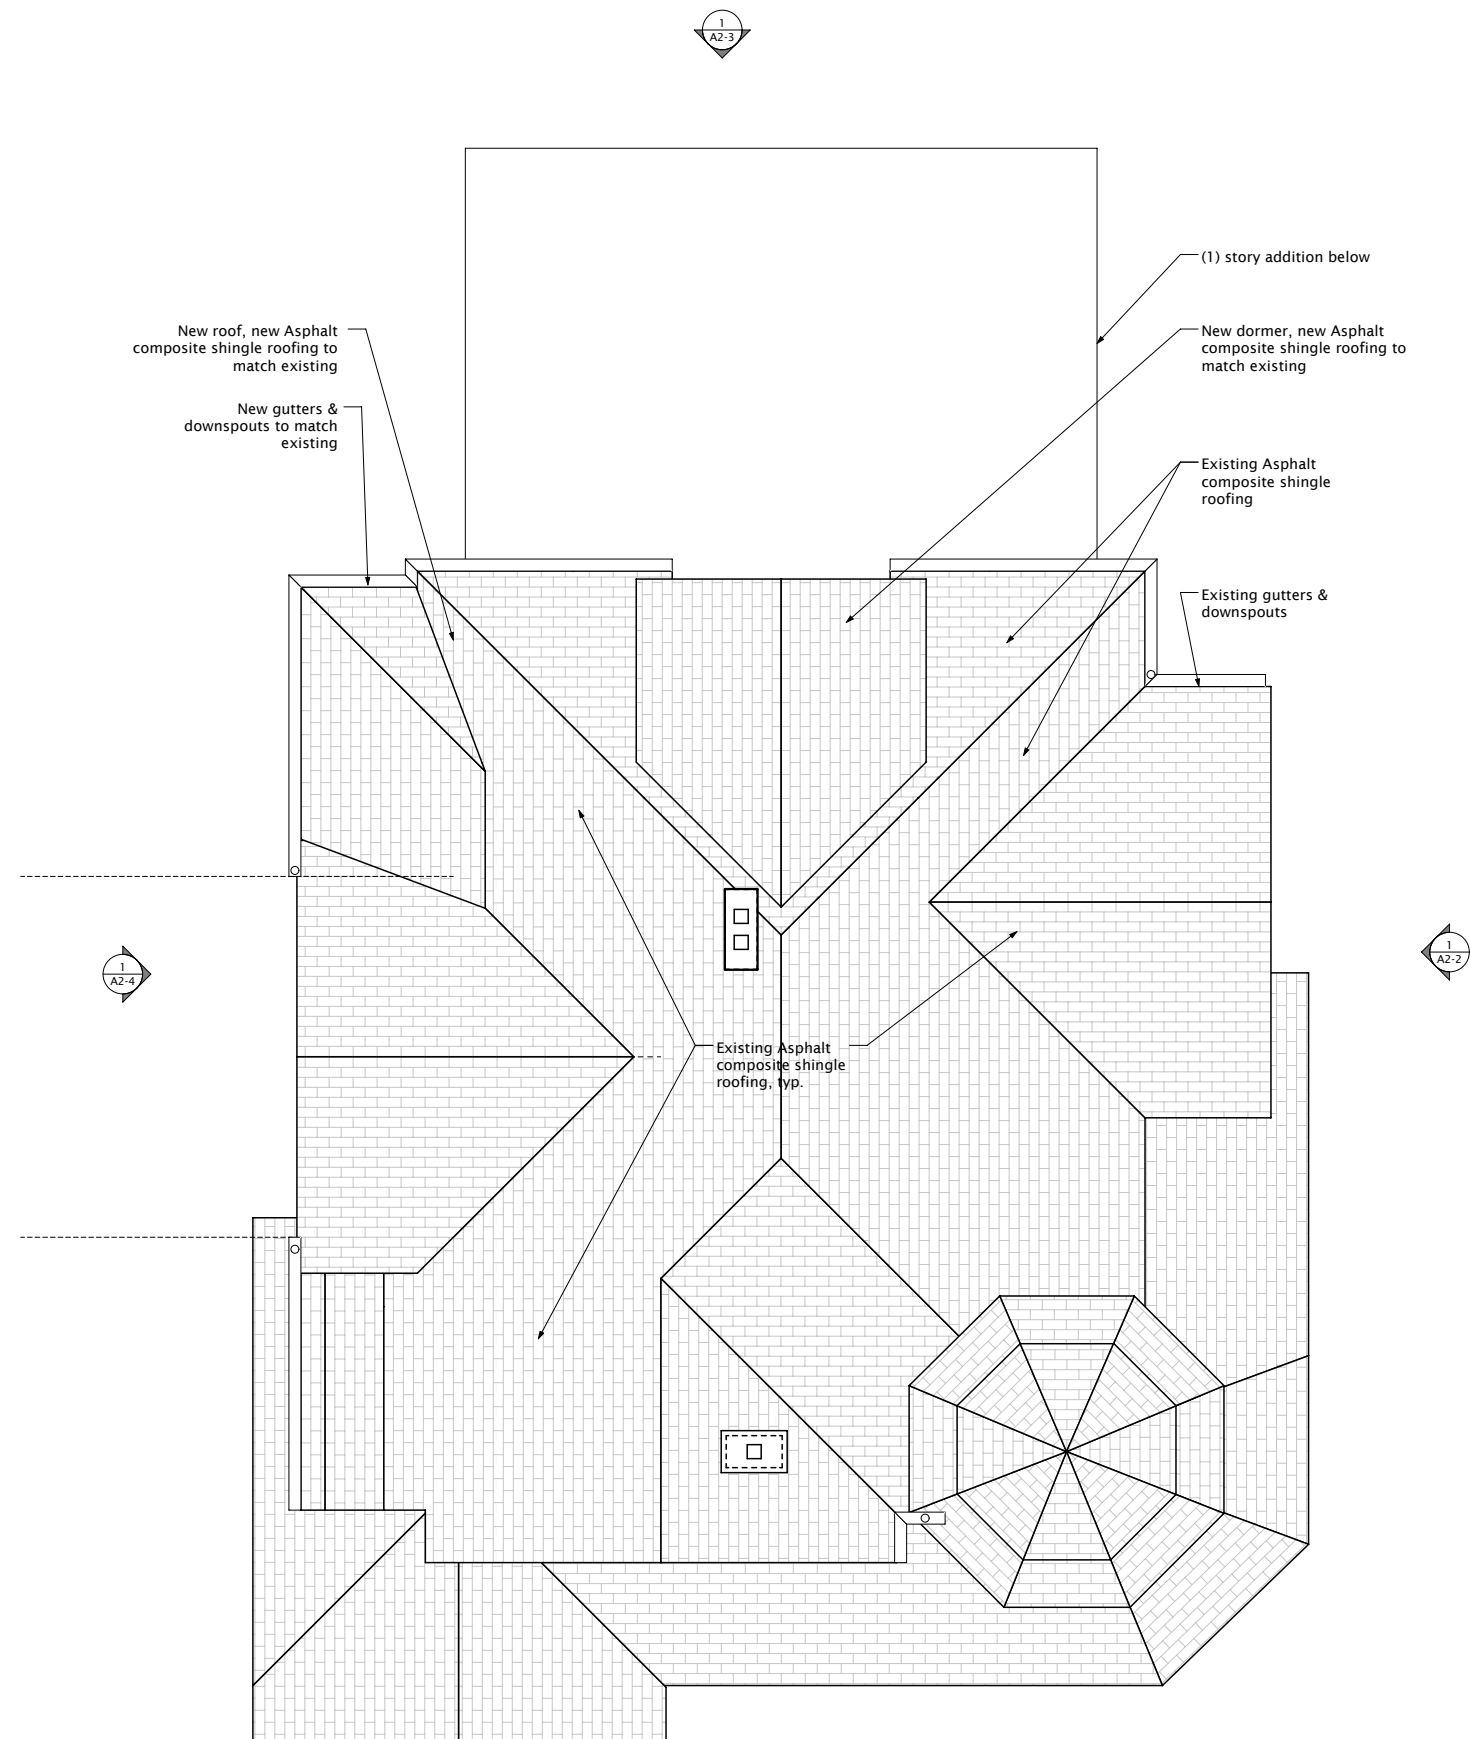 1
A2-3
(1) story addition below
New roof, new Asphalt
composite shingle roofing to
match existing
New dormer, new Asphalt
composite shingle roofing to
match existing
New gutters &
downspouts to match
existing
Existing Asphalt
composite shingle
roofing
Existing gutters &
downspouts
1
A2-4
1
A2-2
Existing Asphalt
composite shingle
roofing, typ.